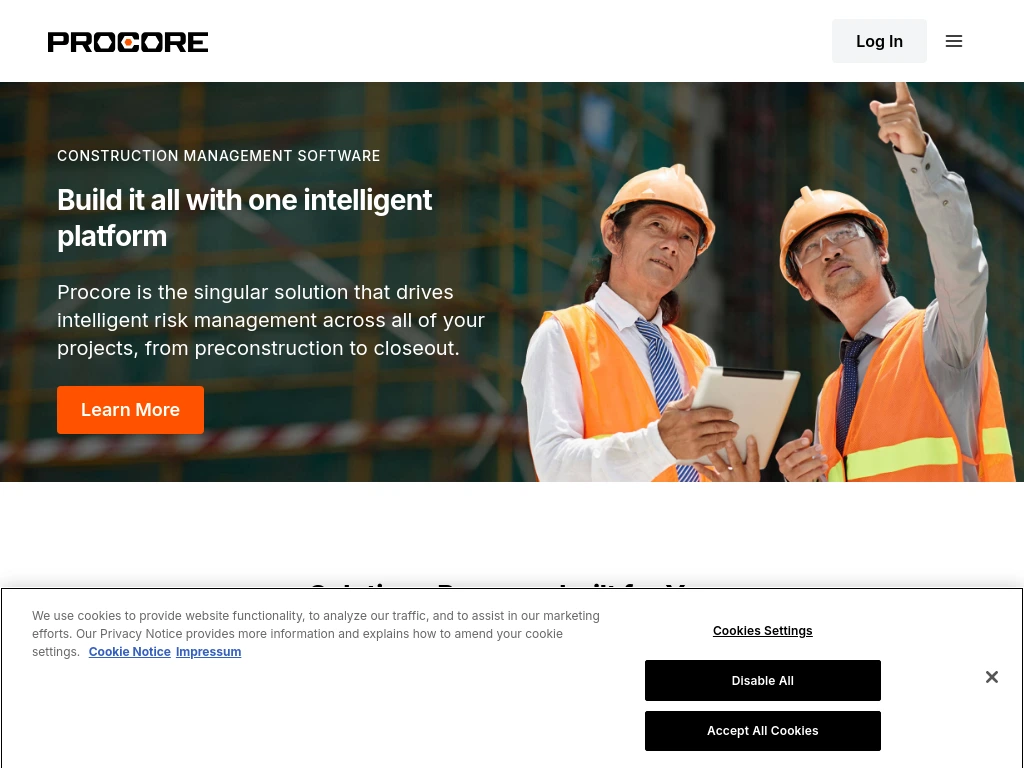 PROCORE
Log In
CONSTRUCTION MANAGEMENT SOFTWARE
Build it all with one intelligent
platform
Procore is the singular solution that drives
intelligent risk management across all of your
projects, from preconstruction to closeout.
Learn More
We use cookies to provide website functionality, to analyze our traffic, and to assist in our marketing
efforts. Our Privacy Notice provides more information and explains how to amend your cookie
settings. Cookie Notice Impressum
Cookies Settings
Disable All
Accept All Cookies